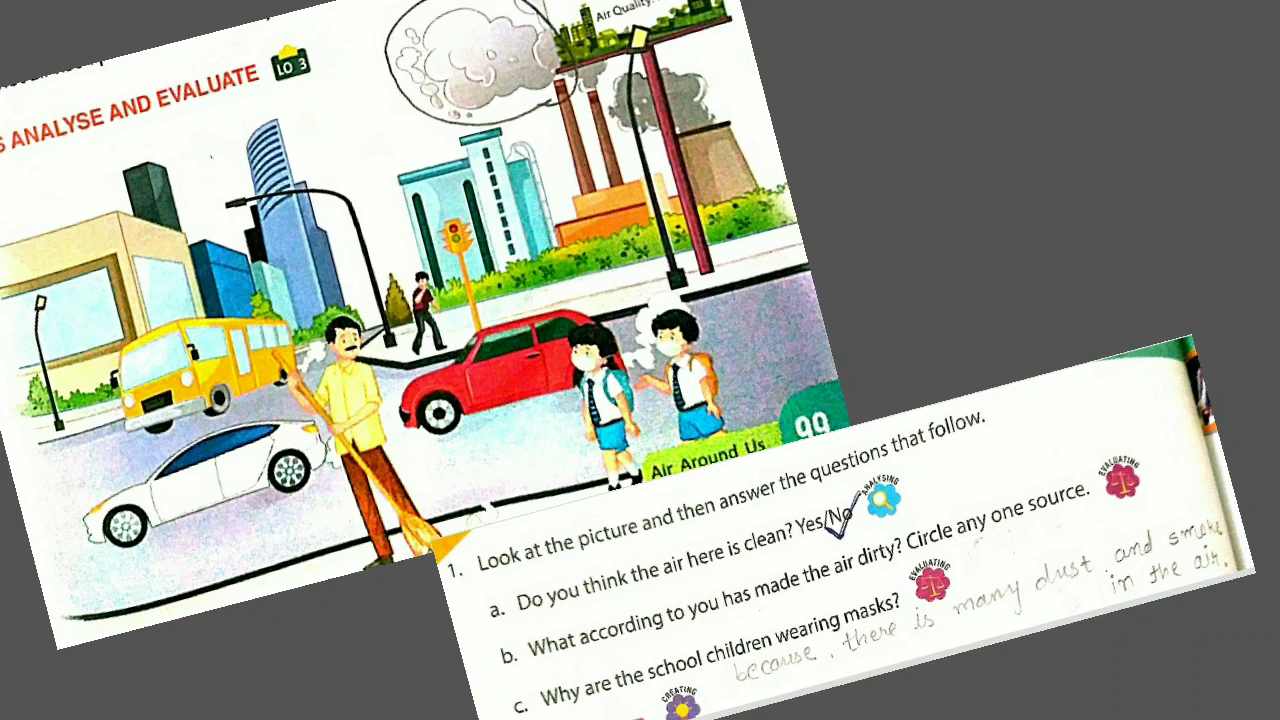 S ANALYSE AND EVALUATE
LO 3
Air Quality:
Air Around Us
99
1. Look at the picture and then answer the questions that follow.
a. Do you think the air here is clean? Yes/No
ANALYSING
b. What according to you has made the air dirty? Circle any one source.
EVALUATING
c. Why are the school children wearing masks?
EVALUATING
because, there is many dust and smoke
in the air.
CREATING